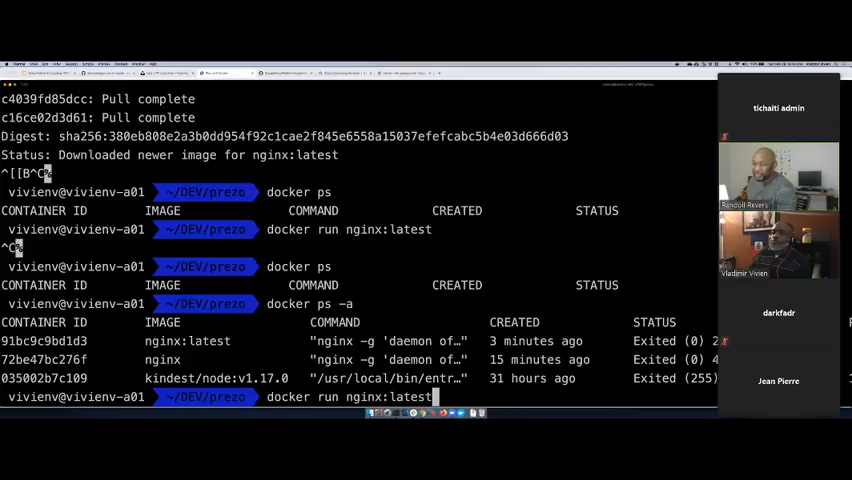 c4039fd85dcc: Pull complete
c16ce02d3d61: Pull complete
Digest: sha256:380eb808e2a3b0dd954f92c1cae2f845e6558a15037efefcabc5b4e03d666d03
Status: Downloaded newer image for nginx:latest
^[[B^C%
vivienv@vivienv-a01 ~/DEV/prezo docker ps
CONTAINER ID IMAGE COMMAND CREATED STATUS
vivienv@vivienv-a01 ~/DEV/prezo docker run nginx:latest
^C%
vivienv@vivienv-a01 ~/DEV/prezo docker ps
CONTAINER ID IMAGE COMMAND CREATED STATUS
vivienv@vivienv-a01 ~/DEV/prezo docker ps -a
CONTAINER ID IMAGE COMMAND CREATED STATUS
91bc9c9bd1d3 nginx:latest "nginx -g 'daemon of…" 3 minutes ago Exited (0) 2
72be47bc276f nginx "nginx -g 'daemon of…" 15 minutes ago Exited (0) 4
035002b7c109 kindest/node:v1.17.0 "/usr/local/bin/entr…" 31 hours ago Exited (255)
vivienv@vivienv-a01 ~/DEV/prezo docker run nginx:latest
tichaiti admin
Randoll Revers
Vladimir Vivien
darkfadr
Jean Pierre